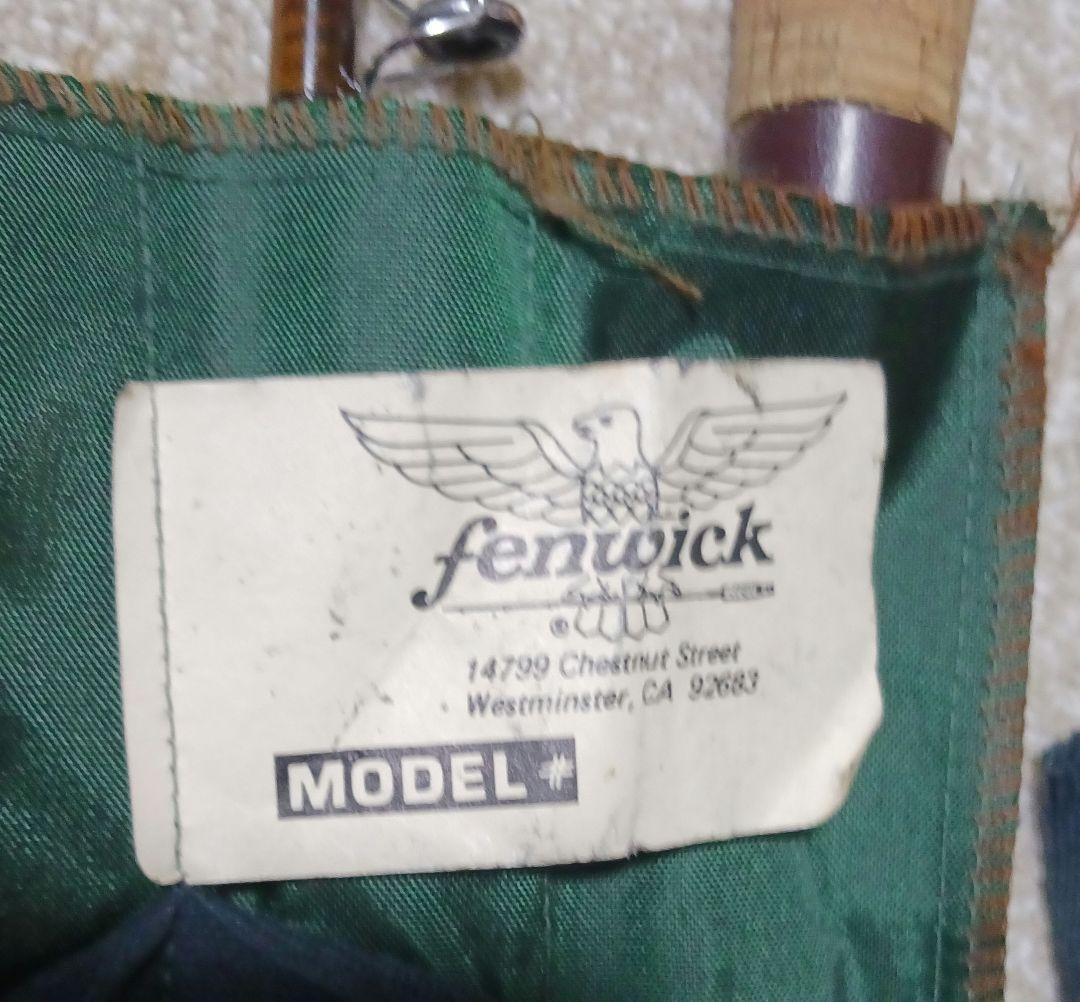 fenwick
®
14799 Chestnut Street
Westminster, CA 92683
MODEL #